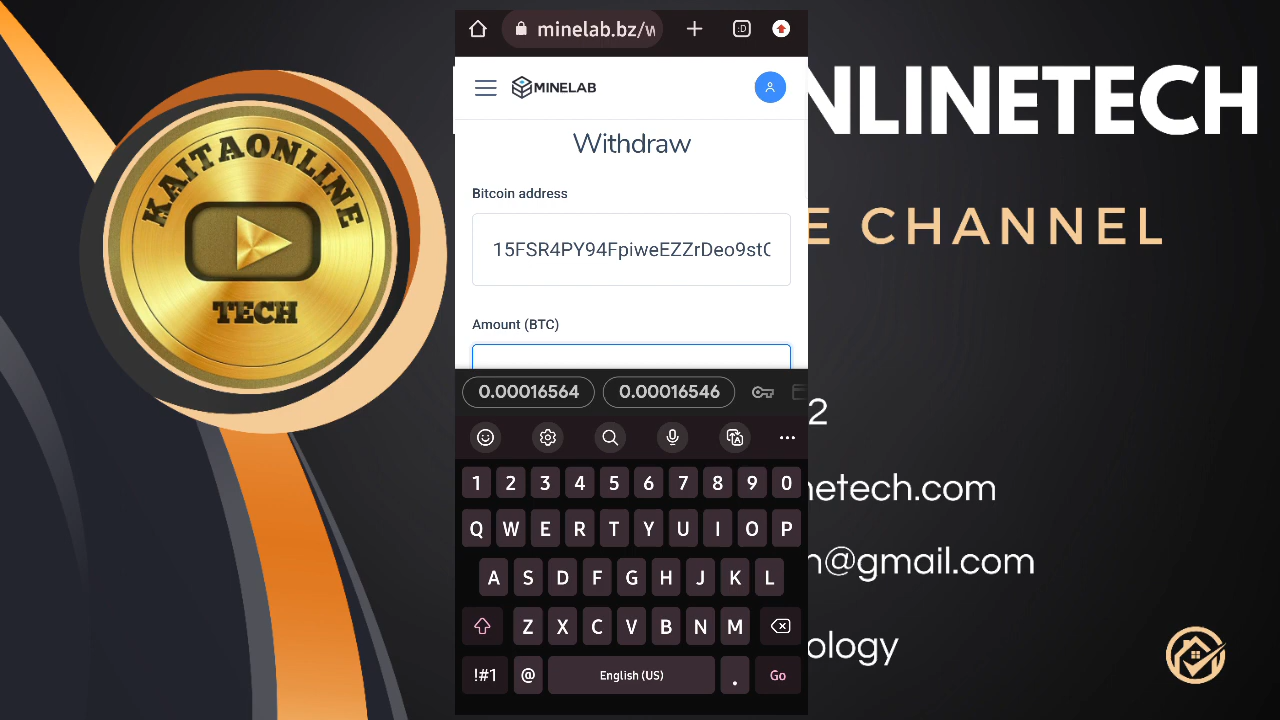 KAITAONLINE
TECH
NLINETECH
E CHANNEL
2
netech.com
n@gmail.com
ology
minelab.bz/w
:D
MINELAB
Withdraw
Bitcoin address
15FSR4PY94FpiweEZZrDeo9st
Amount (BTC)
0.00016564 0.00016546
1 2 3 4 5 6 7 8 9 0
Q W E R T Y U I O P
A S D F G H J K L
Z X C V B N M
!#1 @ English (US) . Go